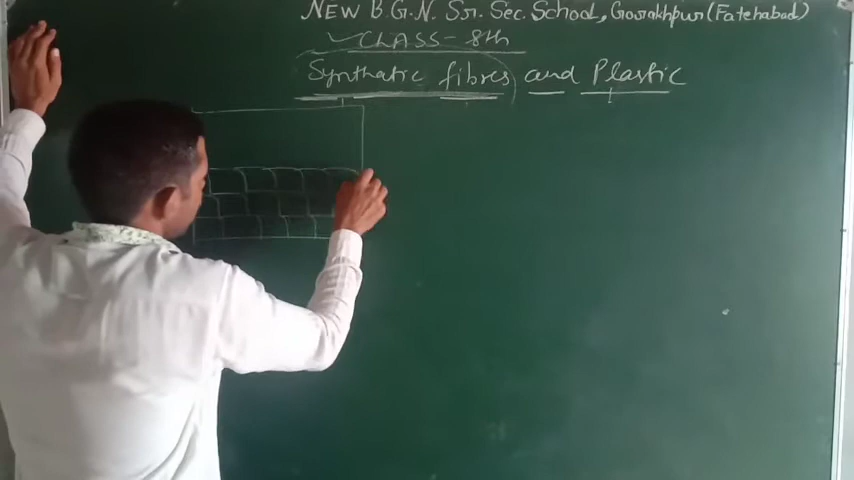 NEW B.G.N. Sr. Sec. School, Gorakhpur (Fatehabad)
CLASS - 8th
Synthatic fibres and Plastic